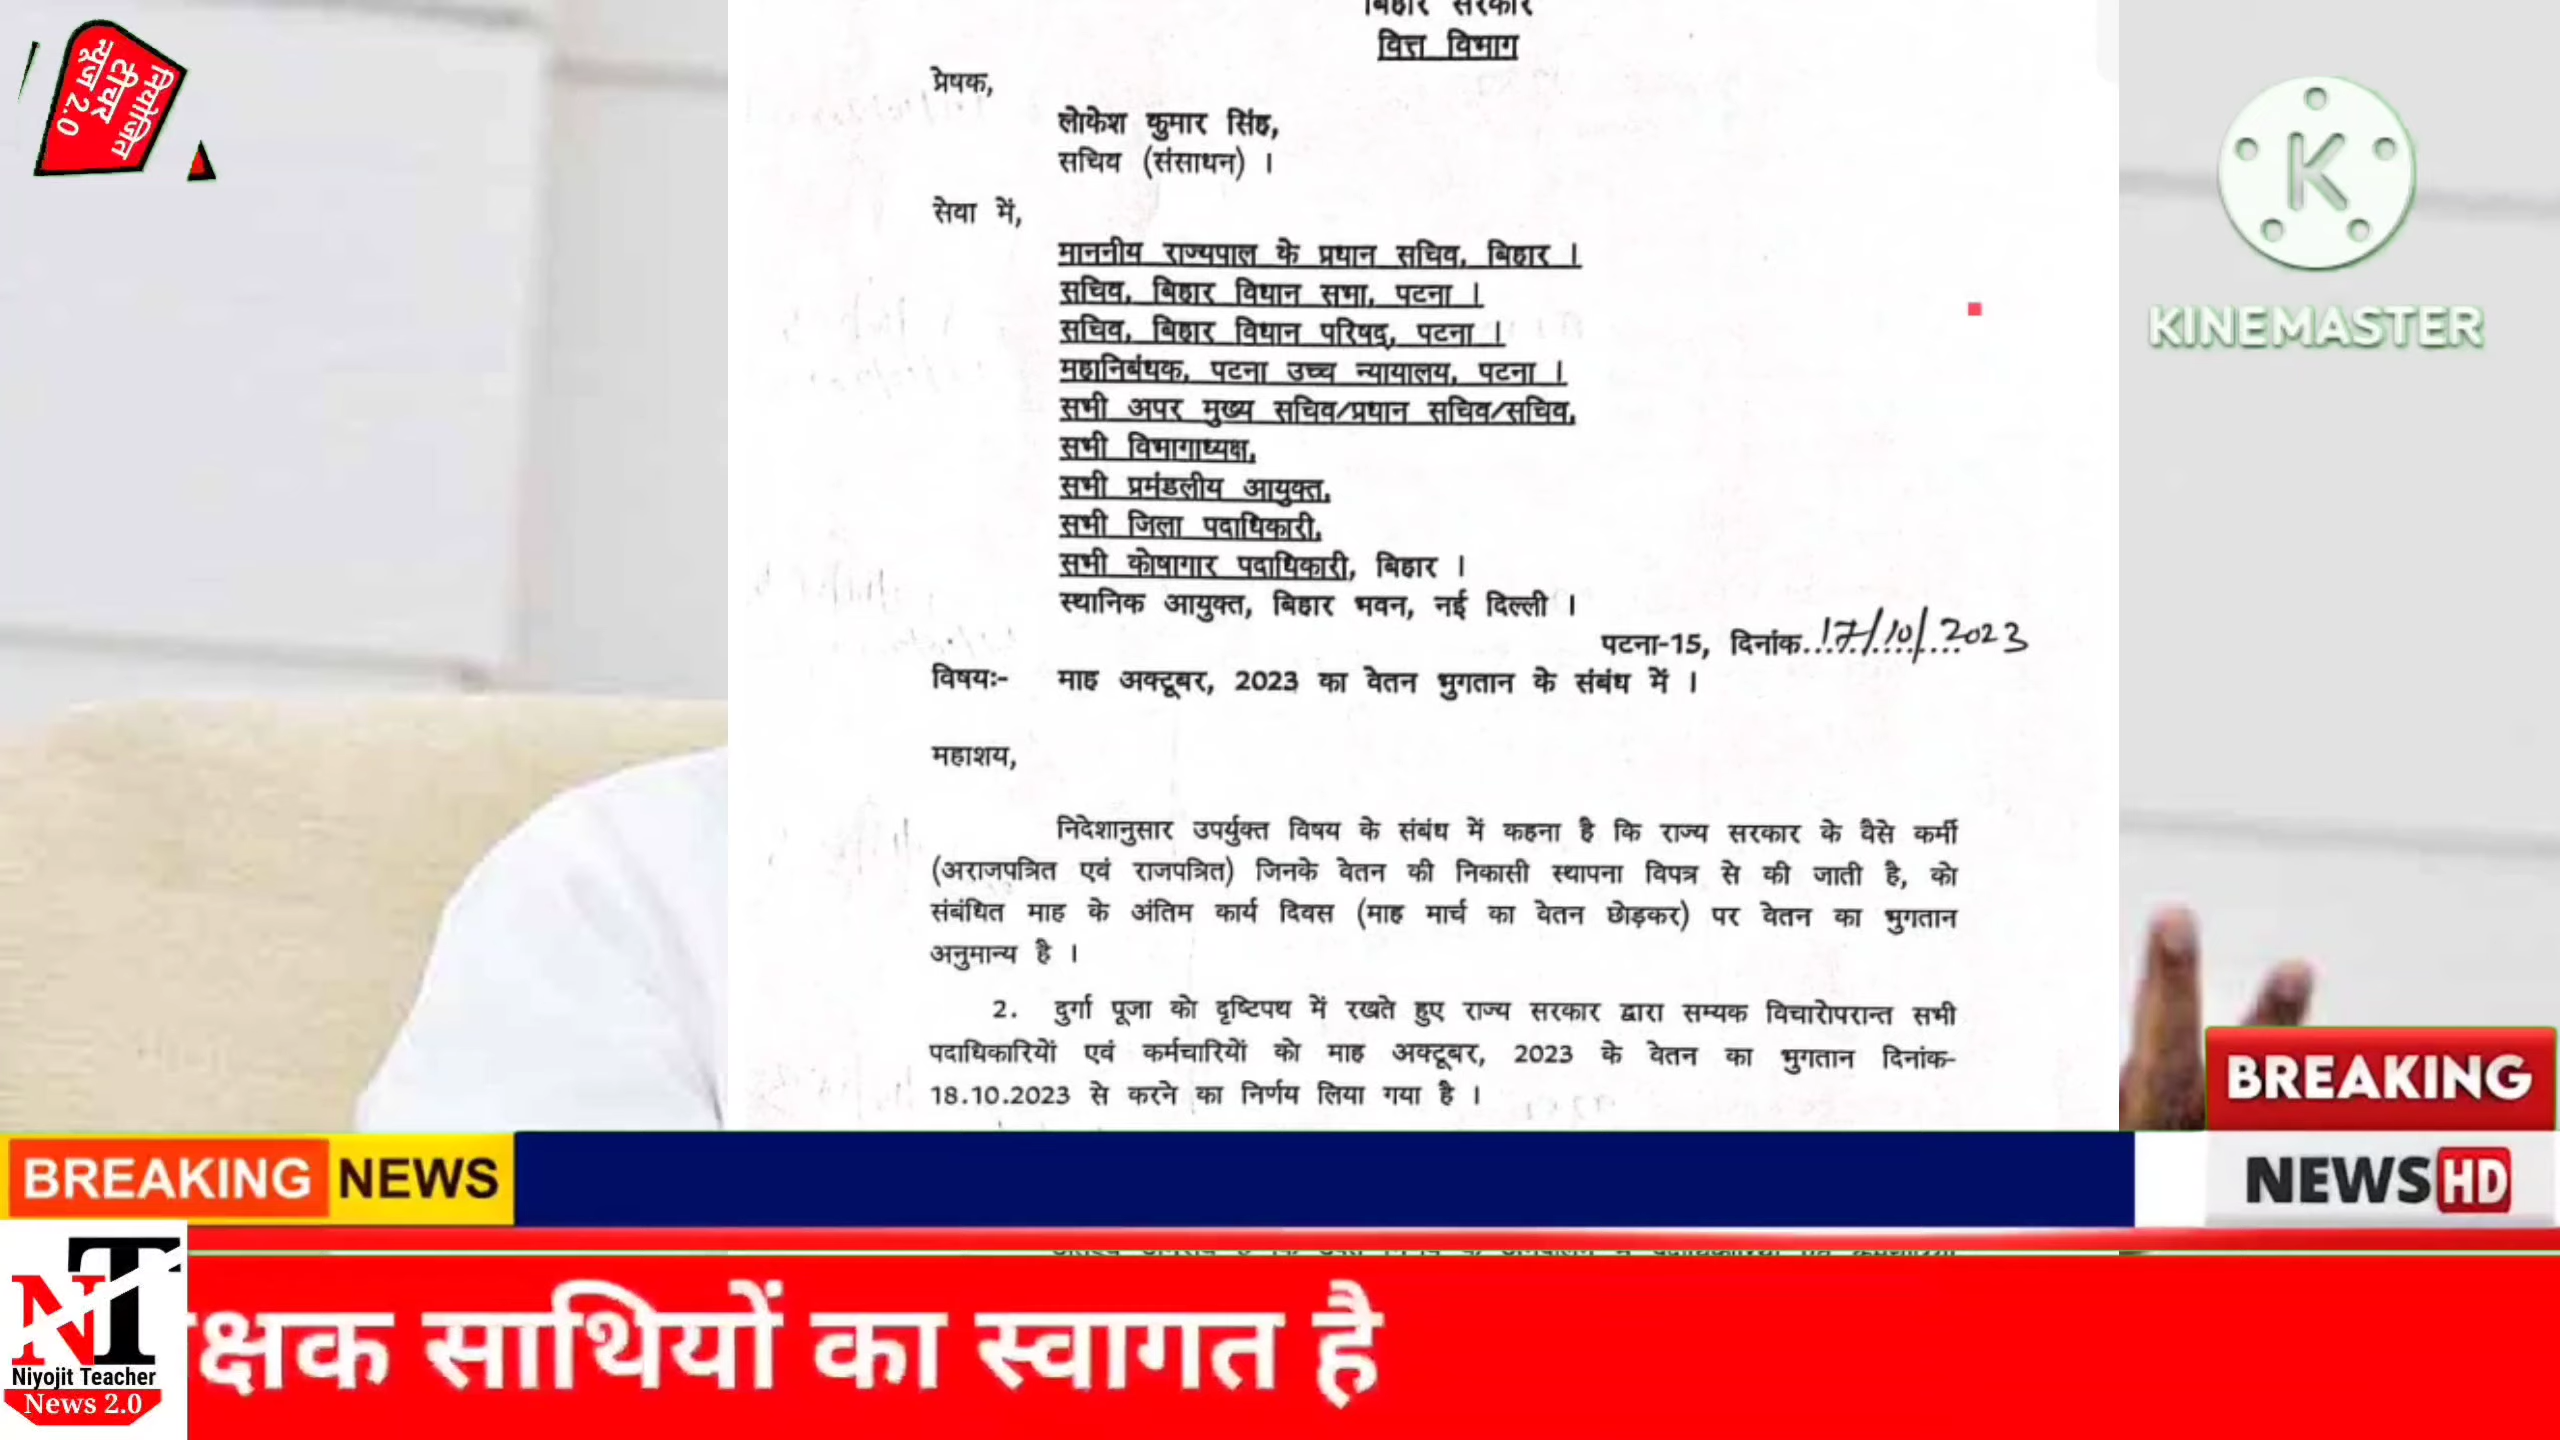 नियोजित
टीचर
न्यूज 2.0
बिहार सरकार
वित्त विभाग
प्रेषक,
लोकेश कुमार सिंह,
सचिव (संसाधन) ।
सेवा में,
माननीय राज्यपाल के प्रधान सचिव, बिहार ।
सचिव, बिहार विधान सभा, पटना ।
सचिव, बिहार विधान परिषद्, पटना ।
महानिबंधक, पटना उच्च न्यायालय, पटना ।
सभी अपर मुख्य सचिव/प्रधान सचिव/सचिव,
सभी विभागाध्यक्ष,
सभी प्रमंडलीय आयुक्त,
सभी जिला पदाधिकारी,
सभी कोषागार पदाधिकारी, बिहार ।
स्थानिक आयुक्त, बिहार भवन, नई दिल्ली ।
पटना-15, दिनांक...17/10/2023
विषयः- माह अक्टूबर, 2023 का वेतन भुगतान के संबंध में ।
महाशय,
निदेशानुसार उपर्युक्त विषय के संबंध में कहना है कि राज्य सरकार के वैसे कर्मी
(अराजपत्रित एवं राजपत्रित) जिनके वेतन की निकासी स्थापना विपत्र से की जाती है, को
संबंधित माह के अंतिम कार्य दिवस (माह मार्च का वेतन छोड़कर) पर वेतन का भुगतान
अनुमान्य है ।
2. दुर्गा पूजा को दृष्टिपथ में रखते हुए राज्य सरकार द्वारा सम्यक विचारोपरान्त सभी
पदाधिकारियों एवं कर्मचारियों को माह अक्टूबर, 2023 के वेतन का भुगतान दिनांक-
18.10.2023 से करने का निर्णय लिया गया है ।
K
KINEMASTER
BREAKING
NEWS HD
BREAKING NEWS
NT
Niyojit Teacher
News 2.0
क्षक साथियों का स्वागत है